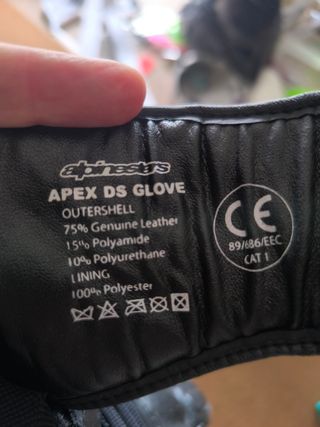 alpinestars
APEX DS GLOVE
OUTERSHELL
75% Genuine Leather
15% Polyamide
10% Polyurethane
LINING
100% Polyester
CE
89/686/EEC
CAT 1